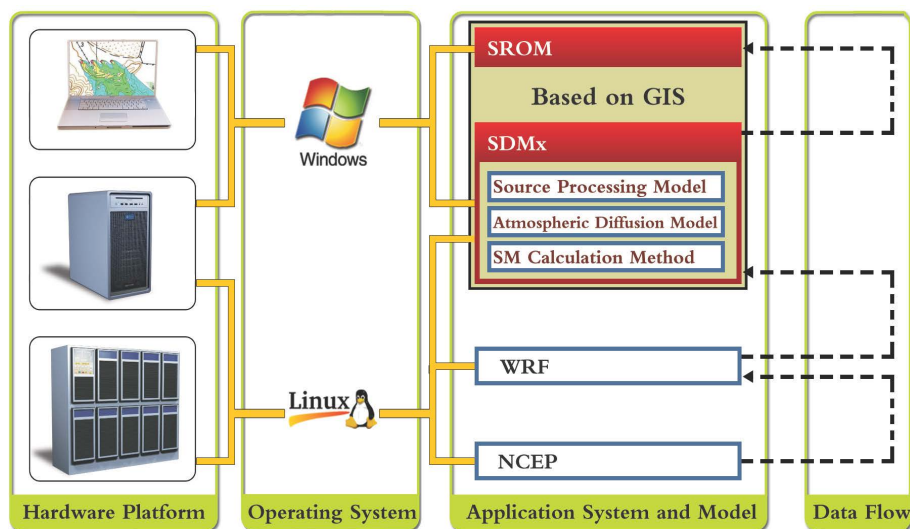 SROM
Based on GIS
SDMx
Source Processing Model
Atmospheric Diffusion Model
SM Calculation Method
Windows
WRF
Linux
NCEP
Hardware Platform
Operating System
Application System and Model
Data Flow